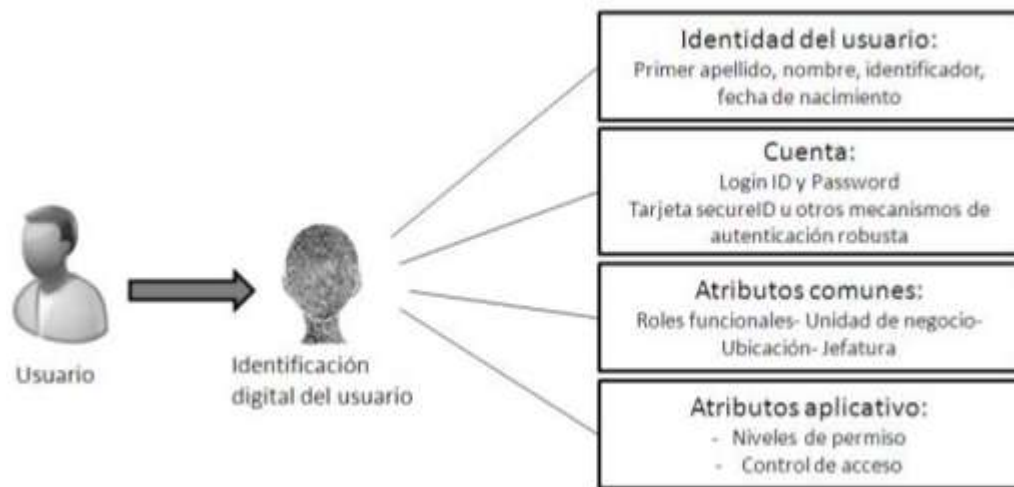 Usuario
Identificación
digital del usuario
Identidad del usuario:
Primer apellido, nombre, identificador,
fecha de nacimiento
Cuenta:
Login ID y Password
Tarjeta secureID u otros mecanismos de
autenticación robusta
Atributos comunes:
Roles funcionales- Unidad de negocio-
Ubicación- Jefatura
Atributos aplicativo:
- Niveles de permiso
- Control de acceso